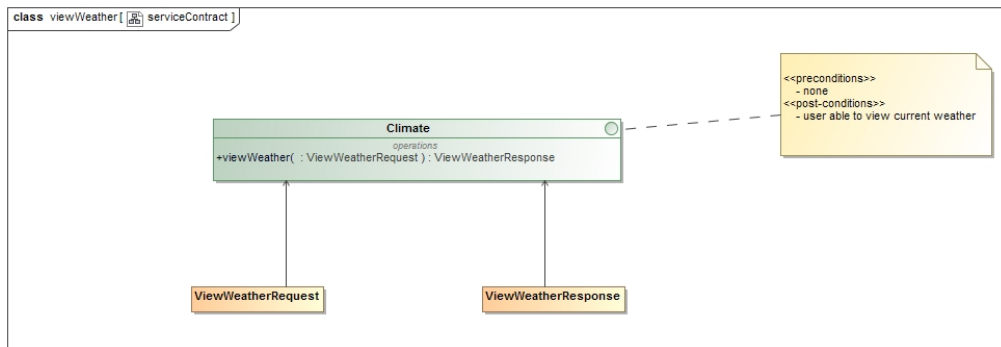 class viewWeather [ serviceContract ]
<<preconditions>>
- none
<<post-conditions>>
- user able to view current weather
Climate
operations
+viewWeather( : ViewWeatherRequest ) : ViewWeatherResponse
ViewWeatherRequest
ViewWeatherResponse